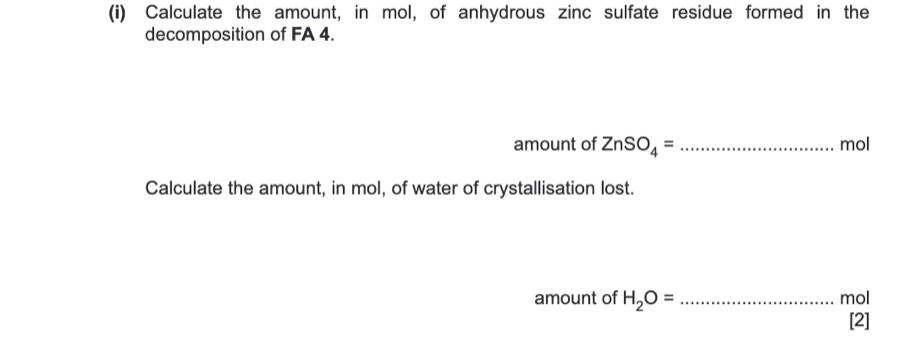 (i) Calculate the amount, in mol, of anhydrous zinc sulfate residue formed in the
decomposition of FA 4.
amount of ZnSO₄ = .............................. mol
Calculate the amount, in mol, of water of crystallisation lost.
amount of H₂O = .............................. mol
[2]